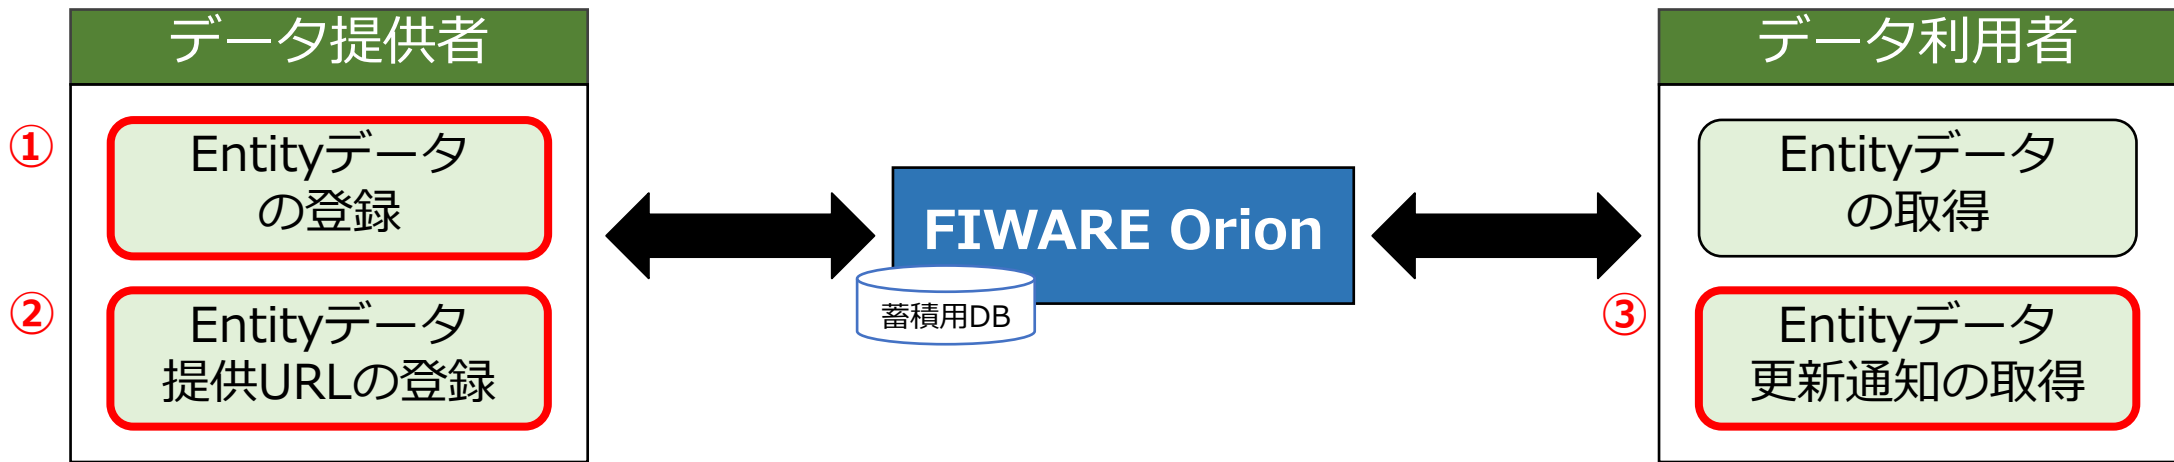 データ提供者
①
Entityデータ
の登録
②
Entityデータ
提供URLの登録
FIWARE Orion
蓄積用DB
データ利用者
Entityデータ
の取得
③
Entityデータ
更新通知の取得